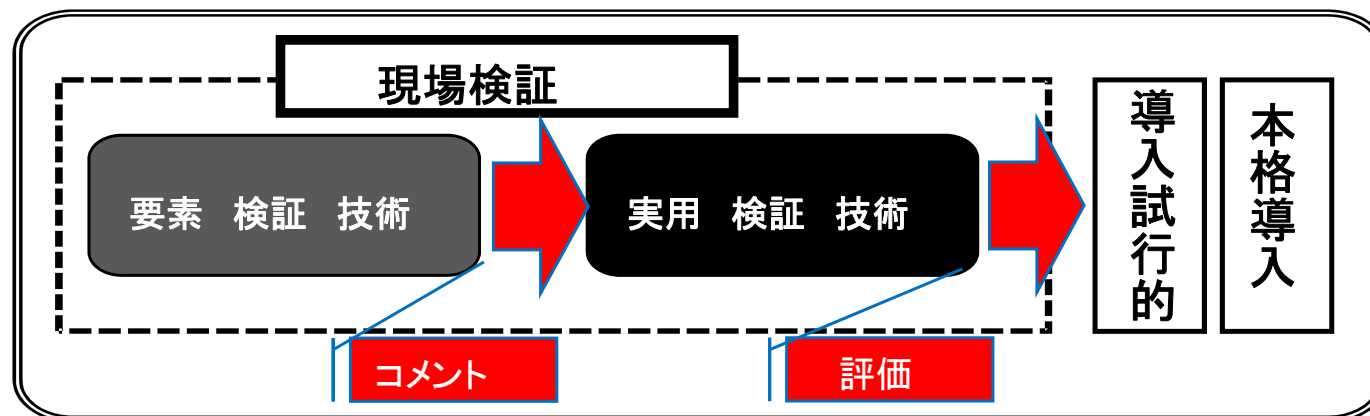 現場検証
要素　検証　技術
実用　検証　技術
導入試行的
本格導入
コメント
評価